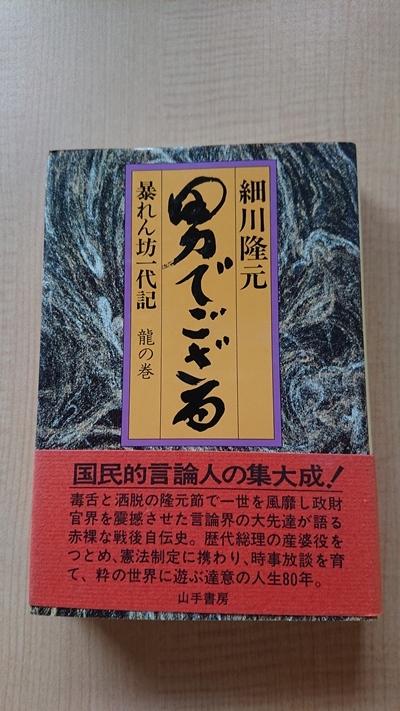 細川隆元
男でござる
暴れん坊一代記 龍の巻
国民的言論人の集大成！
毒舌と洒脱の隆元節で一世を風靡し政財
官界を震撼させた言論界の大先達が語る
赤裸な戦後自伝史。歴代総理の産婆役を
つとめ、憲法制定に携わり、時事放談を育
て、粋の世界に遊ぶ達意の人生80年。
山手書房